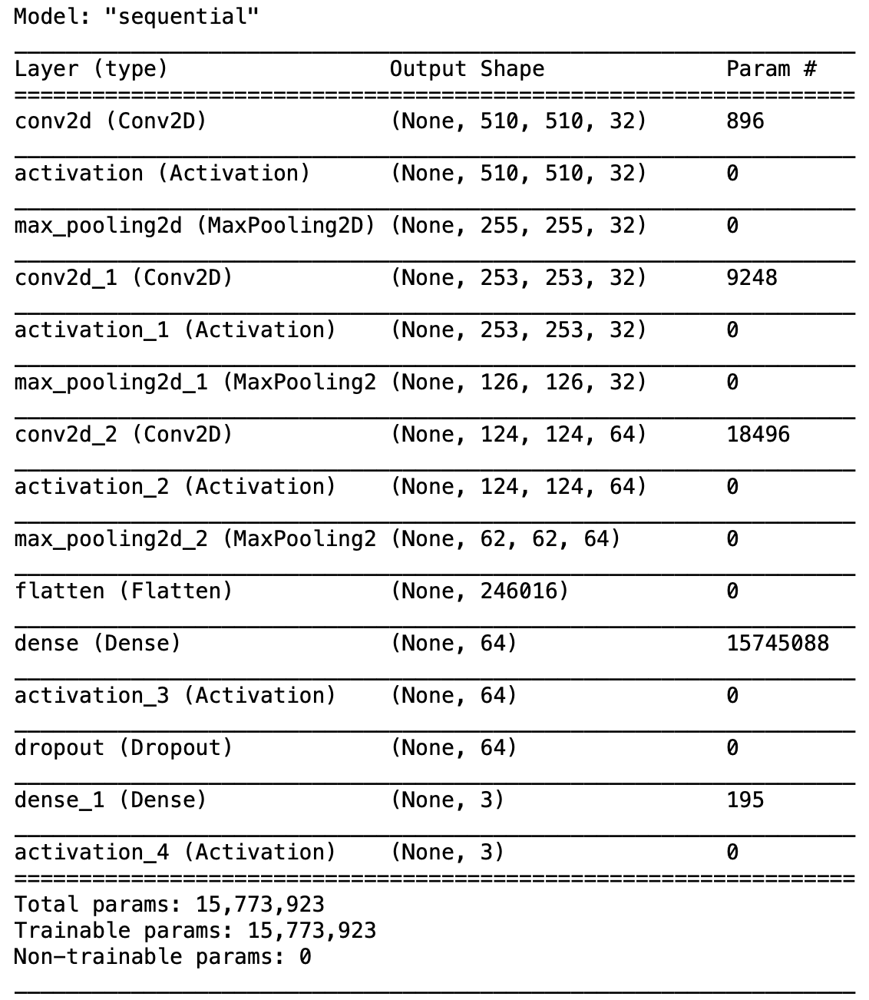 Model: "sequential"
_________________________________________________________________
Layer (type)                 Output Shape              Param #
=================================================================
conv2d (Conv2D)              (None, 510, 510, 32)      896
_________________________________________________________________
activation (Activation)      (None, 510, 510, 32)      0
_________________________________________________________________
max_pooling2d (MaxPooling2D) (None, 255, 255, 32)      0
_________________________________________________________________
conv2d_1 (Conv2D)            (None, 253, 253, 32)      9248
_________________________________________________________________
activation_1 (Activation)    (None, 253, 253, 32)      0
_________________________________________________________________
max_pooling2d_1 (MaxPooling2 (None, 126, 126, 32)      0
_________________________________________________________________
conv2d_2 (Conv2D)            (None, 124, 124, 64)      18496
_________________________________________________________________
activation_2 (Activation)    (None, 124, 124, 64)      0
_________________________________________________________________
max_pooling2d_2 (MaxPooling2 (None, 62, 62, 64)        0
_________________________________________________________________
flatten (Flatten)            (None, 246016)            0
_________________________________________________________________
dense (Dense)                (None, 64)                15745088
_________________________________________________________________
activation_3 (Activation)    (None, 64)                0
_________________________________________________________________
dropout (Dropout)            (None, 64)                0
_________________________________________________________________
dense_1 (Dense)              (None, 3)                 195
_________________________________________________________________
activation_4 (Activation)    (None, 3)                 0
=================================================================
Total params: 15,773,923
Trainable params: 15,773,923
Non-trainable params: 0
_________________________________________________________________